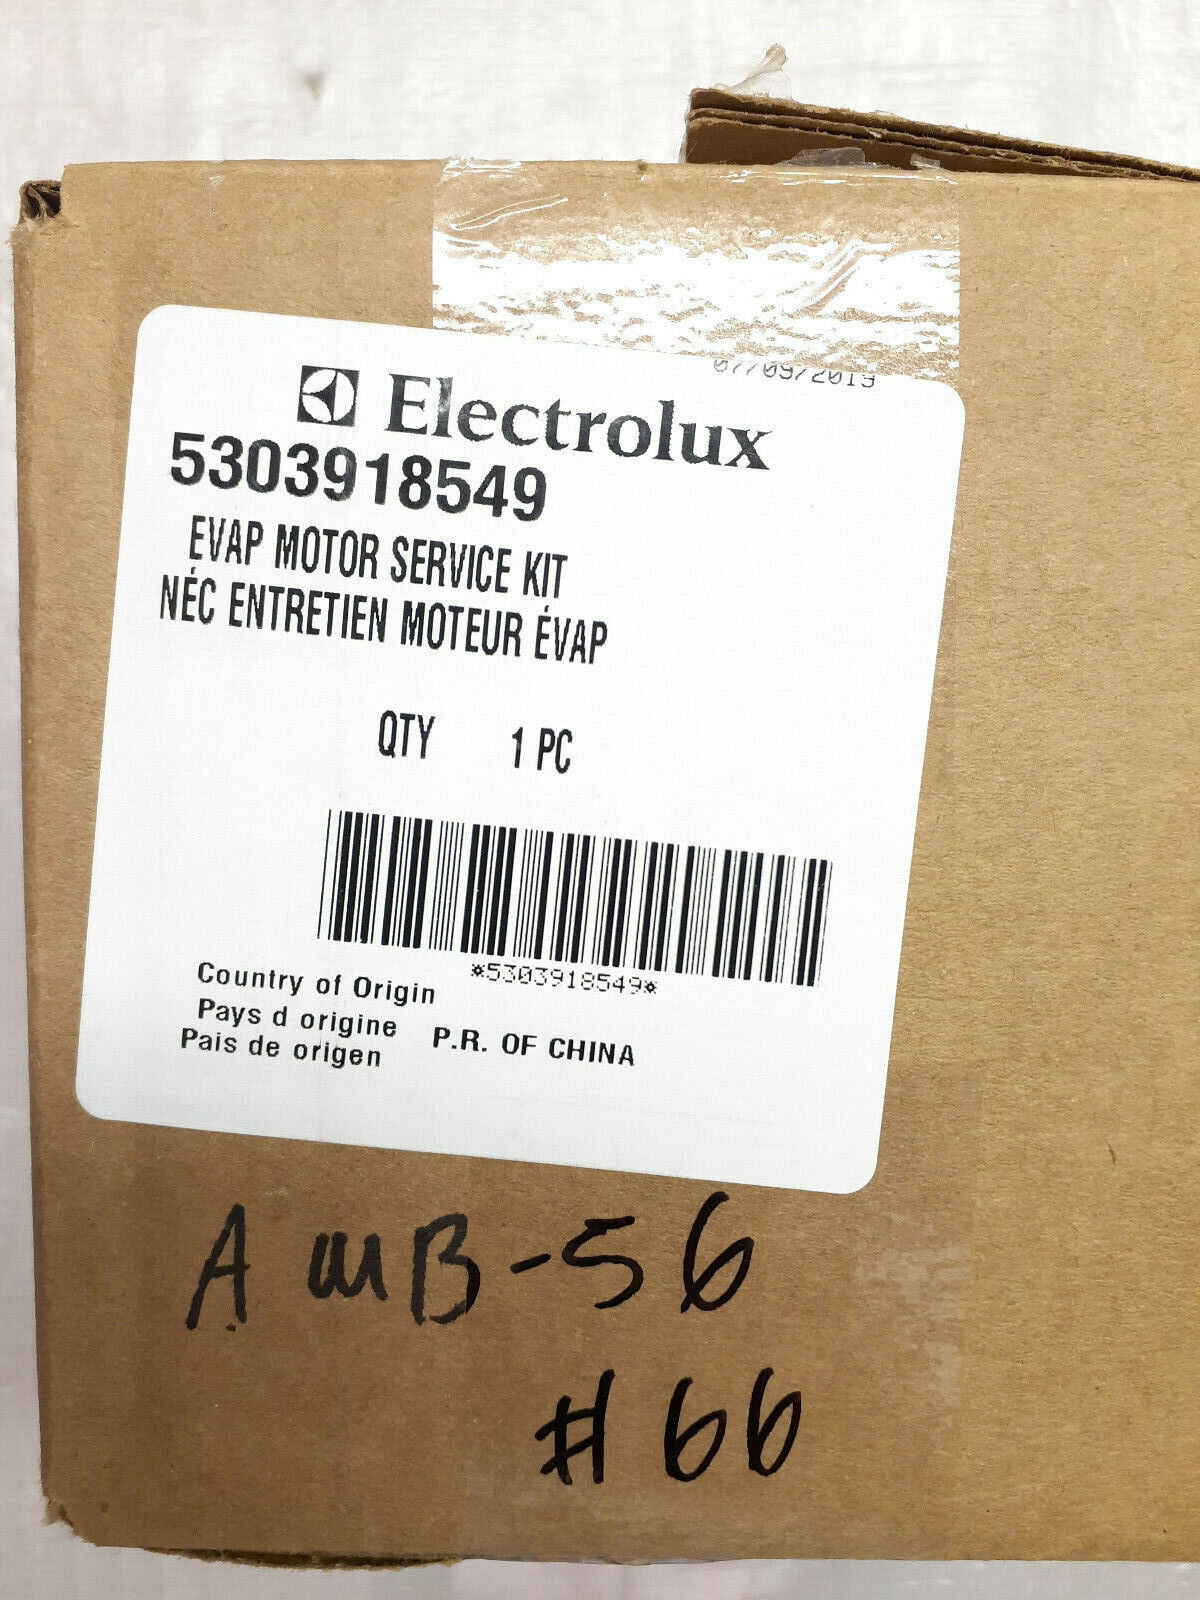 07/09/2019
Electrolux
5303918549
EVAP MOTOR SERVICE KIT
NÉC ENTRETIEN MOTEUR ÉVAP
QTY 1 PC
*5303918549*
Country of Origin
Pays d origine P.R. OF CHINA
Pais de origen
A WB-56
#66